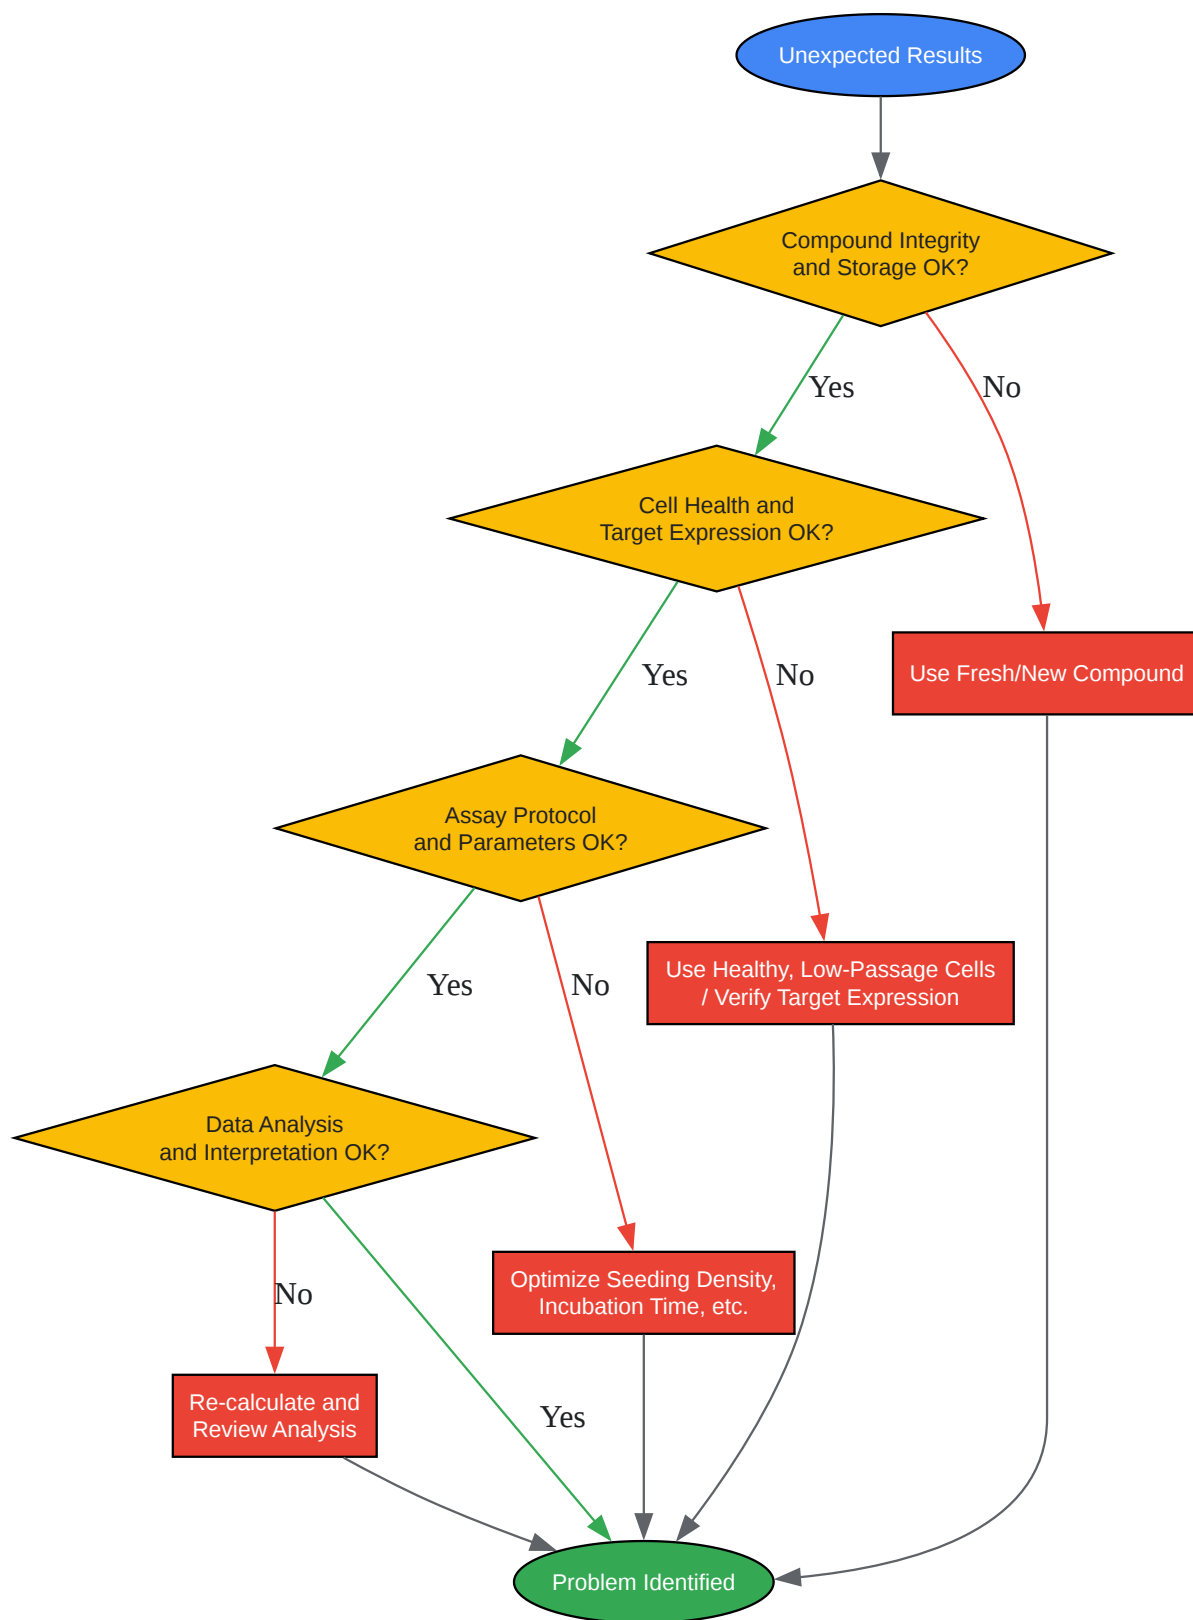 Unexpected Results
Compound Integrity
and Storage OK?
Yes
No
Cell Health and
Target Expression OK?
Yes
No
Use Fresh/New Compound
Assay Protocol
and Parameters OK?
Yes
No
Use Healthy, Low-Passage Cells
/ Verify Target Expression
Data Analysis
and Interpretation OK?
No
Yes
Optimize Seeding Density,
Incubation Time, etc.
Re-calculate and
Review Analysis
Problem Identified